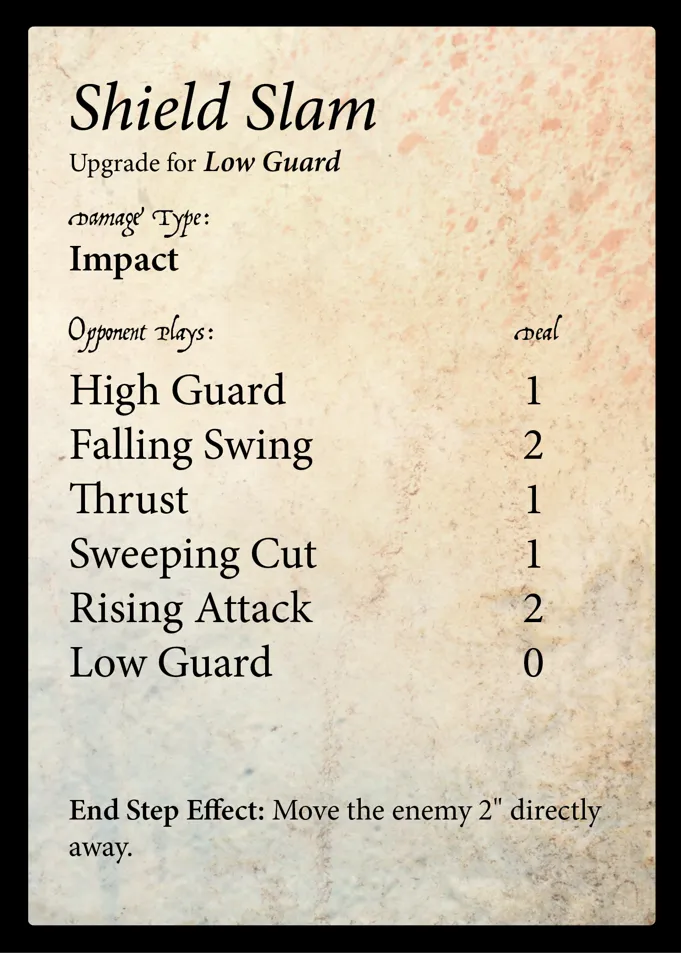 Shield Slam
Upgrade for Low Guard
Damage Type:
Impact
Opponent Plays: Deal
High Guard 1
Falling Swing 2
Thrust 1
Sweeping Cut 1
Rising Attack 2
Low Guard 0
End Step Effect: Move the enemy 2" directly
away.